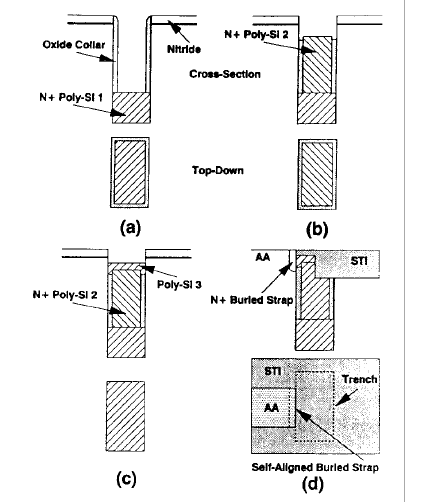 Oxide Collar
Nitride
N+ Poly-Si 2
Cross-Section
N+ Poly-Si 1
Top-Down
(a)
(b)
Poly-Si 3
N+ Poly-Si 2
AA
STI
N+ Buried Strap
STI
Trench
AA
Self-Aligned Buried Strap
(c)
(d)